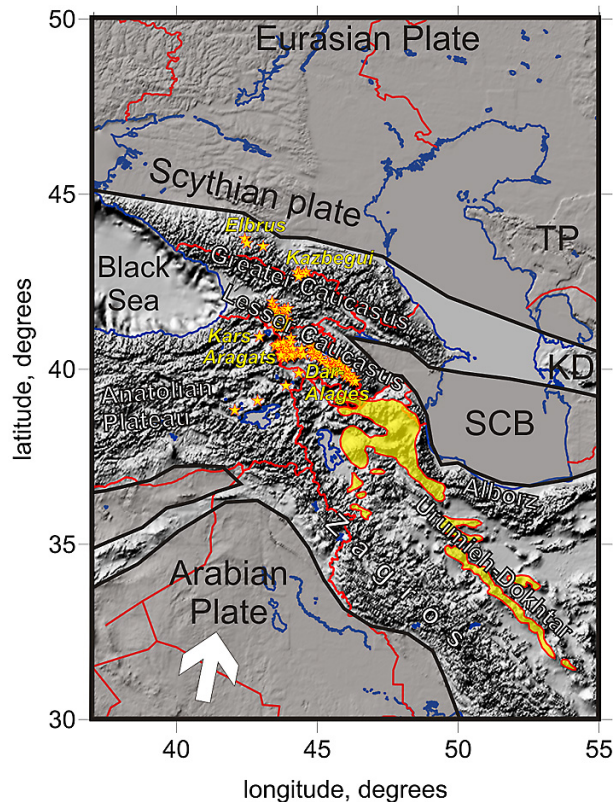 50
Eurasian Plate
45
Scythian plate
Elbrus
TP
Kazbegui
Greater Caucasus
Black
Sea
Lesser Caucasus
Kars
Aragats
40
KD
Dar
Alages
Anatolian
Plateau
SCB
Alborz
Urumieh-Dokhtar
Zagros
35
Arabian
Plate
30
40
45
50
55
latitude, degrees
longitude, degrees